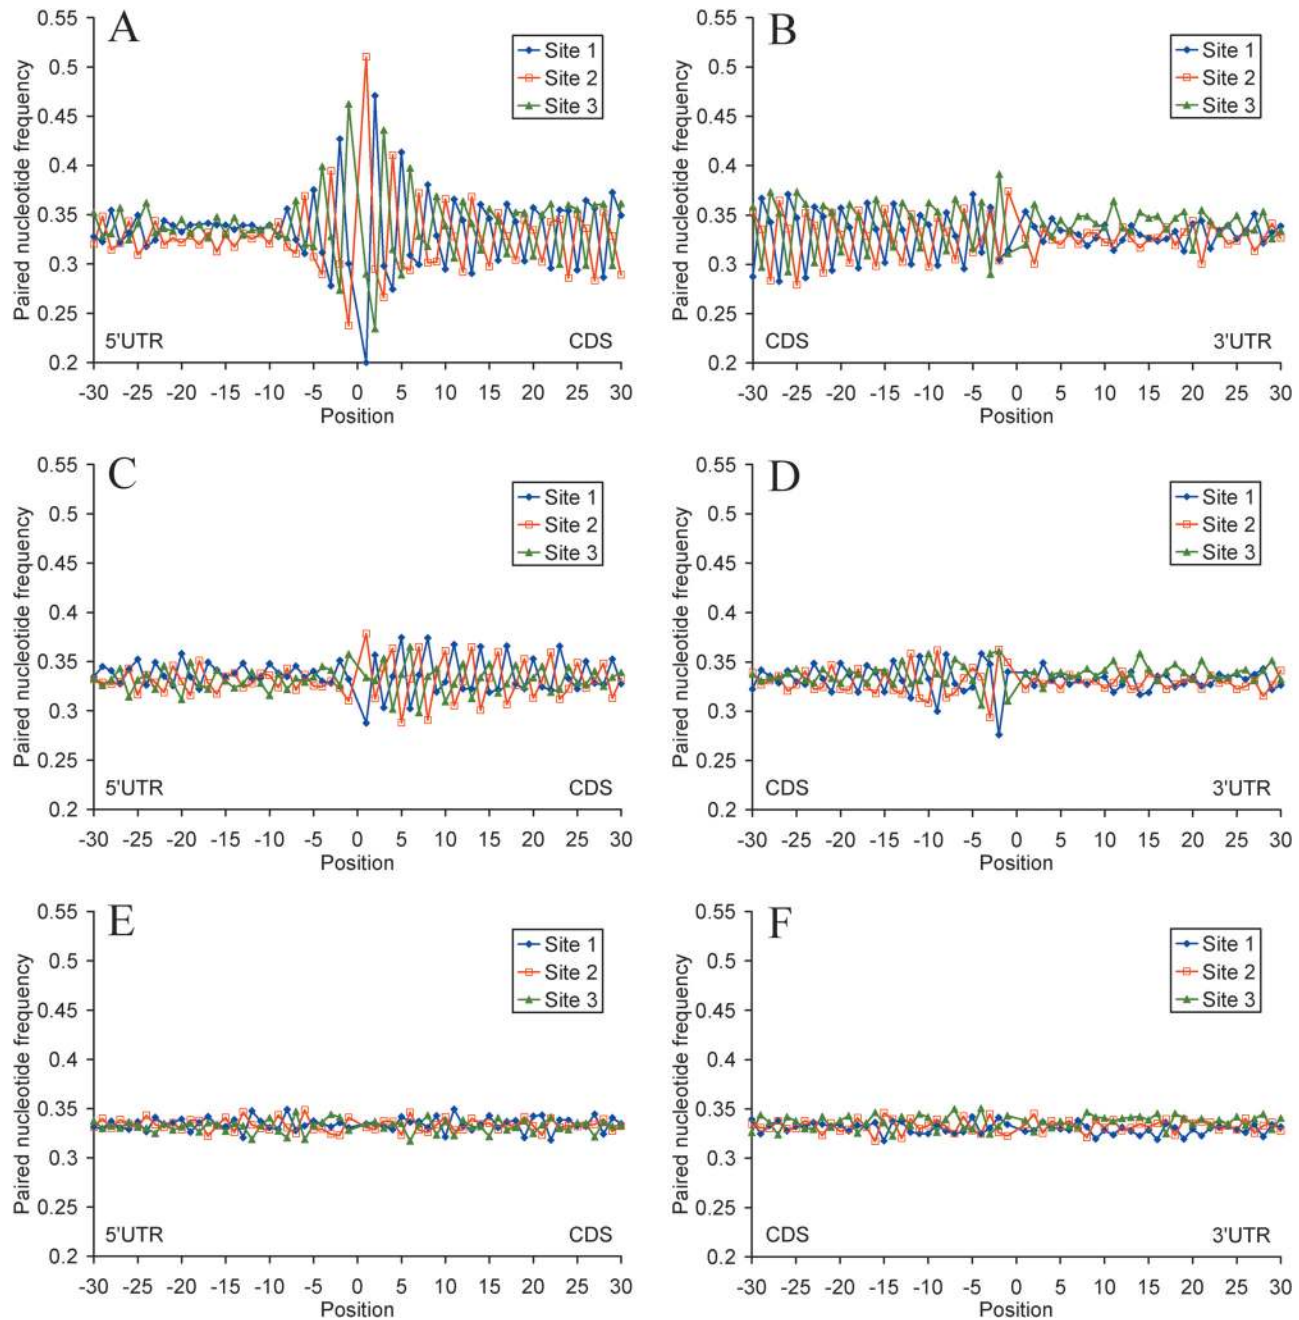 A
0.55
0.5
0.45
0.4
0.35
0.3
0.25
0.2
Paired nucleotide frequency
Site 1
Site 2
Site 3
5'UTR
CDS
-30 -25 -20 -15 -10 -5 0 5 10 15 20 25 30
Position
B
0.55
0.5
0.45
0.4
0.35
0.3
0.25
0.2
Paired nucleotide frequency
Site 1
Site 2
Site 3
CDS
3'UTR
-30 -25 -20 -15 -10 -5 0 5 10 15 20 25 30
Position
C
0.55
0.5
0.45
0.4
0.35
0.3
0.25
0.2
Paired nucleotide frequency
Site 1
Site 2
Site 3
5'UTR
CDS
-30 -25 -20 -15 -10 -5 0 5 10 15 20 25 30
Position
D
0.55
0.5
0.45
0.4
0.35
0.3
0.25
0.2
Paired nucleotide frequency
Site 1
Site 2
Site 3
CDS
3'UTR
-30 -25 -20 -15 -10 -5 0 5 10 15 20 25 30
Position
E
0.55
0.5
0.45
0.4
0.35
0.3
0.25
0.2
Paired nucleotide frequency
Site 1
Site 2
Site 3
5'UTR
CDS
-30 -25 -20 -15 -10 -5 0 5 10 15 20 25 30
Position
F
0.55
0.5
0.45
0.4
0.35
0.3
0.25
0.2
Paired nucleotide frequency
Site 1
Site 2
Site 3
CDS
3'UTR
-30 -25 -20 -15 -10 -5 0 5 10 15 20 25 30
Position